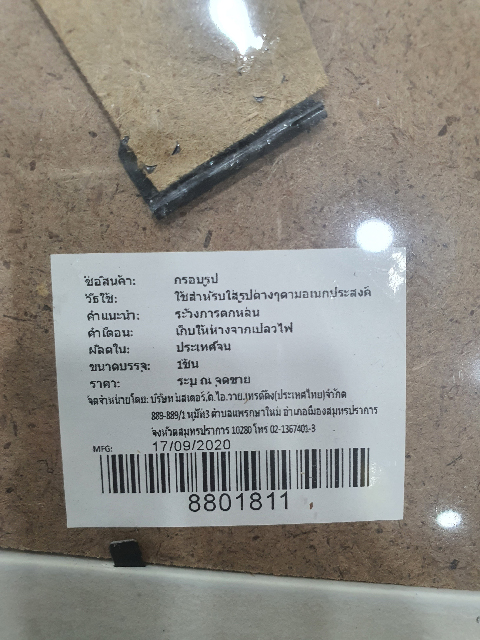 ชื่อสินค้า: กรอบรูป
วิธีใช้: ใช้สำหรับใส่รูปต่างๆตามอเนกประสงค์
คำแนะนำ: ระวังการตกหล่น
คำเตือน: เก็บให้ห่างจากเปลวไฟ
ผลิตใน: ประเทศจีน
ขนาดบรรจุ: 1ชิ้น
ราคา: ระบุ ณ จุดขาย
จัดจำหน่ายโดย: บริษัท มิสเตอร์.ดี.ไอ.วาย.เทรดดิ้ง(ประเทศไทย)จำกัด
889-889/1 หมู่ที่3 ตำบลแพรกษาใหม่ อำเภอเมืองสมุทรปราการ
จังหวัดสมุทรปราการ 10280 โทร 02-1367401-3
MFG: 17/09/2020
8801811